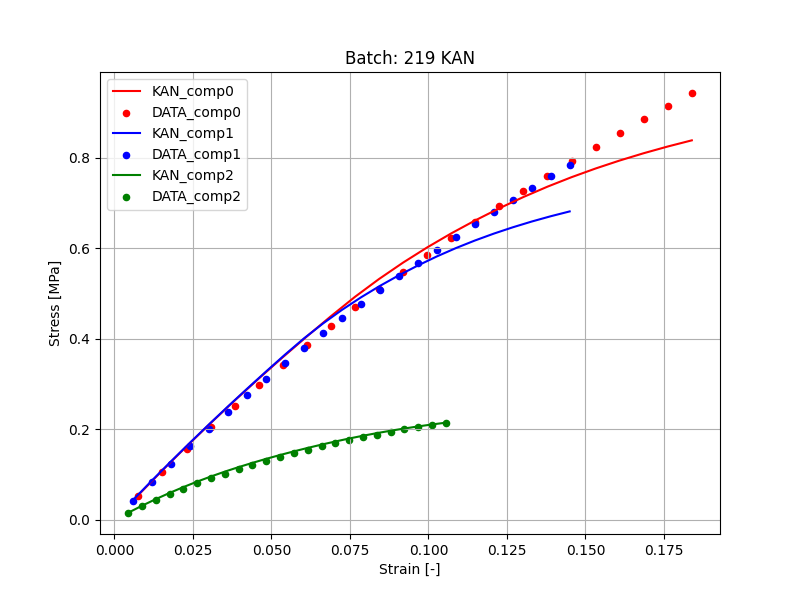 Batch: 219 KAN
KAN_comp0
DATA_comp0
KAN_comp1
DATA_comp1
KAN_comp2
DATA_comp2
0.8
0.6
0.4
0.2
0.0
Stress [MPa]
0.000 0.025 0.050 0.075 0.100 0.125 0.150 0.175
Strain [-]